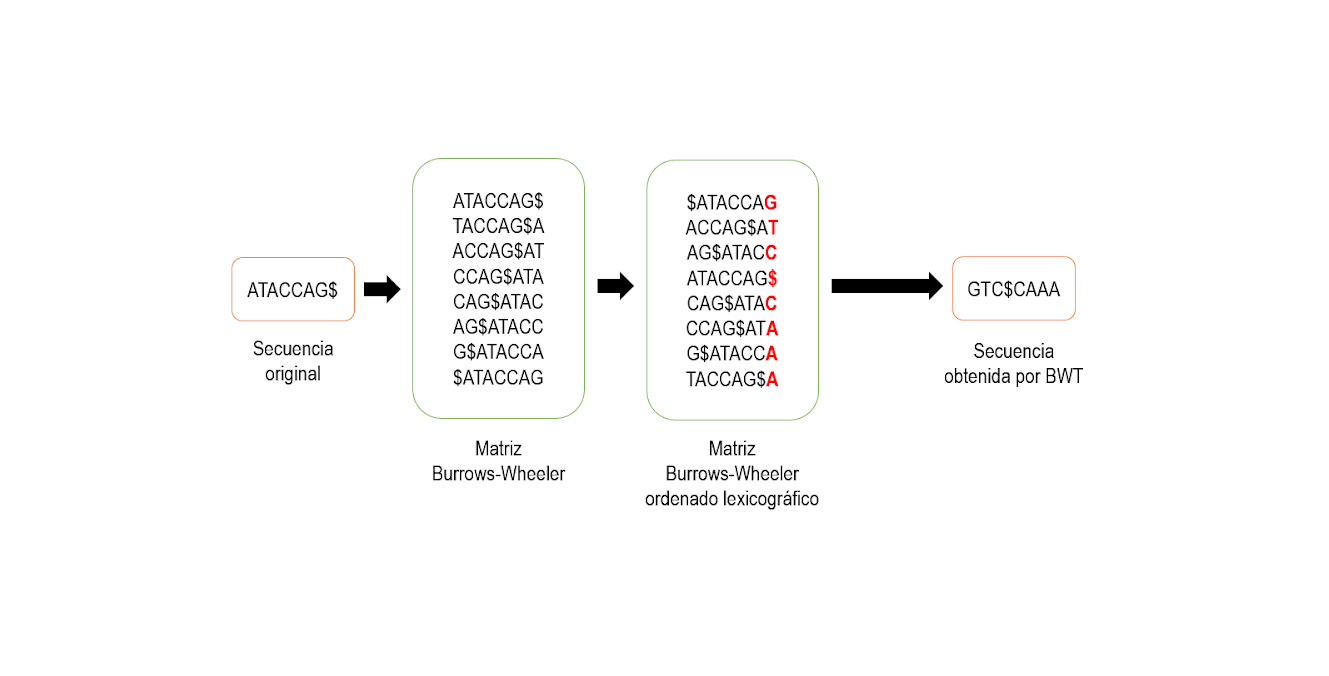 ATACCAG$
Secuencia
original
ATACCAG$
TACCAG$A
ACCAG$AT
CCAG$ATA
CAG$ATAC
AG$ATACC
G$ATACCA
$ATACCAG
Matriz
Burrows-Wheeler
$ATACCAG
ACCAG$AT
AG$ATACC
ATACCAG$
CAG$ATAC
CCAG$ATA
G$ATACCA
TACCAG$A
Matriz
Burrows-Wheeler
ordenado lexicográfico
GTC$CAAA
Secuencia
obtenida por BWT